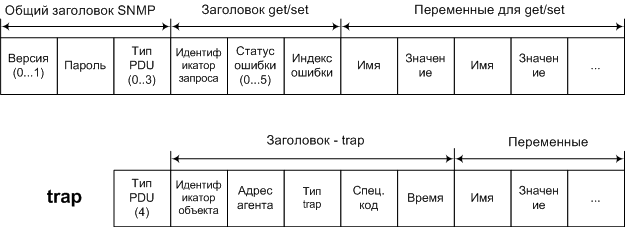 Общий заголовок SNMP
Заголовок get/set
Переменные для get/set
Версия
(0...1)
Пароль
Тип
PDU
(0..3)
Идентиф
икатор
запроса
Статус
ошибки
(0...5)
Индекс
ошибки
Имя
Значен
ие
Имя
Значен
ие
...
Заголовок - trap
Переменные
trap
Тип
PDU
(4)
Идентиф
икатор
объекта
Адрес
агента
Тип
trap
Спец.
код
Время
Имя
Значен
ие
...